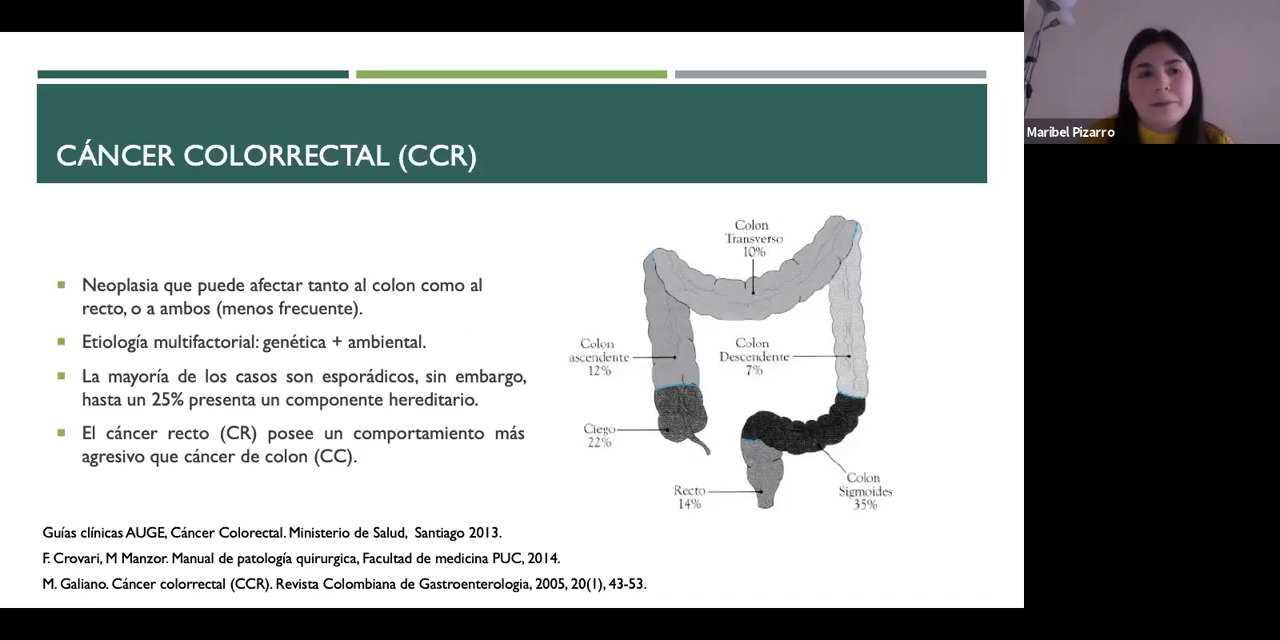 CÁNCER COLORRECTAL (CCR)
Neoplasia que puede afectar tanto al colon como al
recto, o a ambos (menos frecuente).
Etiología multifactorial: genética + ambiental.
La mayoría de los casos son esporádicos, sin embargo,
hasta un 25% presenta un componente hereditario.
El cáncer recto (CR) posee un comportamiento más
agresivo que cáncer de colon (CC).
Colon
Transverso
10%
Colon
ascendente
12%
Colon
Descendente
7%
Ciego
22%
Recto
14%
Colon
Sigmoides
35%
Guías clínicas AUGE, Cáncer Colorectal. Ministerio de Salud, Santiago 2013.
F. Crovari, M Manzor. Manual de patología quirurgica, Facultad de medicina PUC, 2014.
M. Galiano. Cáncer colorrectal (CCR). Revista Colombiana de Gastroenterologia, 2005, 20(1), 43-53.
Maribel Pizarro